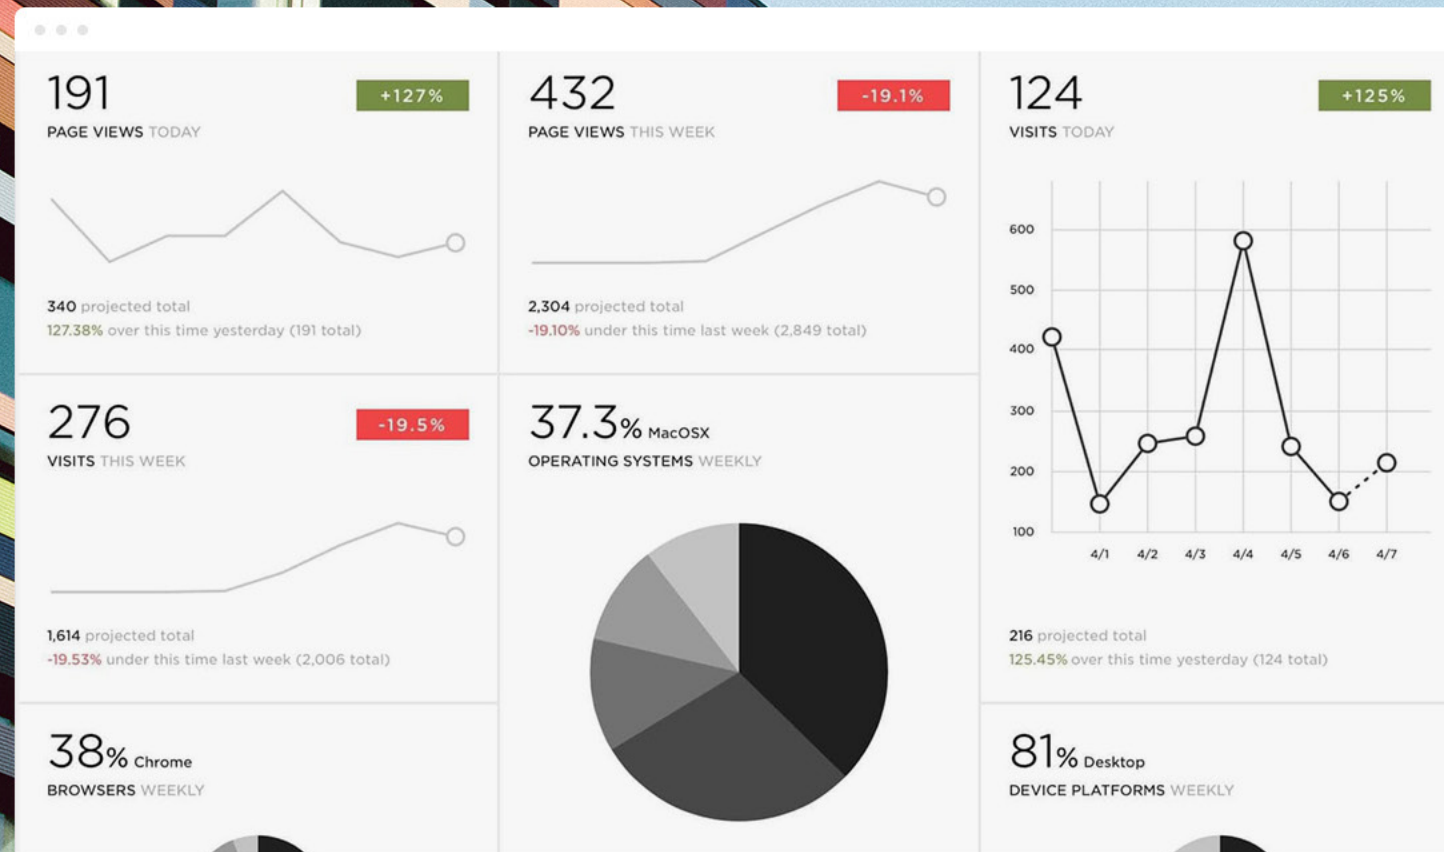 191
+127%
PAGE VIEWS TODAY
340 projected total
127.38% over this time yesterday (191 total)
432
-19.1%
PAGE VIEWS THIS WEEK
2,304 projected total
-19.10% under this time last week (2,849 total)
124
+125%
VISITS TODAY
600
500
400
300
200
100
4/1 4/2 4/3 4/4 4/5 4/6 4/7
216 projected total
125.45% over this time yesterday (124 total)
276
-19.5%
VISITS THIS WEEK
1,614 projected total
-19.53% under this time last week (2,006 total)
37.3% MacOSX
OPERATING SYSTEMS WEEKLY
38% Chrome
BROWSERS WEEKLY
81% Desktop
DEVICE PLATFORMS WEEKLY